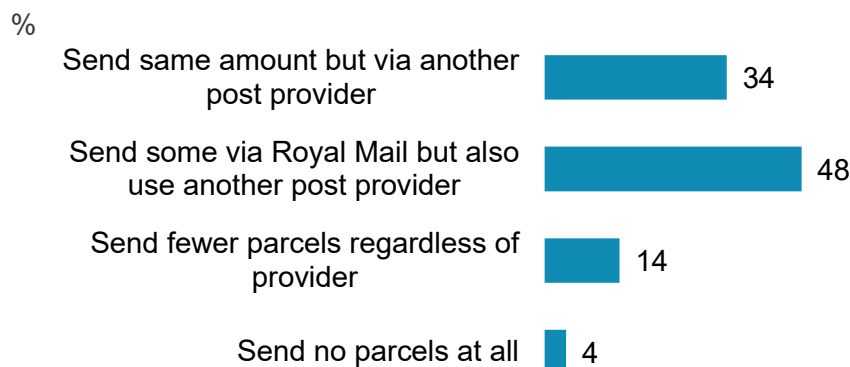 %
Send same amount but via another
post provider
34
Send some via Royal Mail but also
use another post provider
48
Send fewer parcels regardless of
provider
14
Send no parcels at all
4